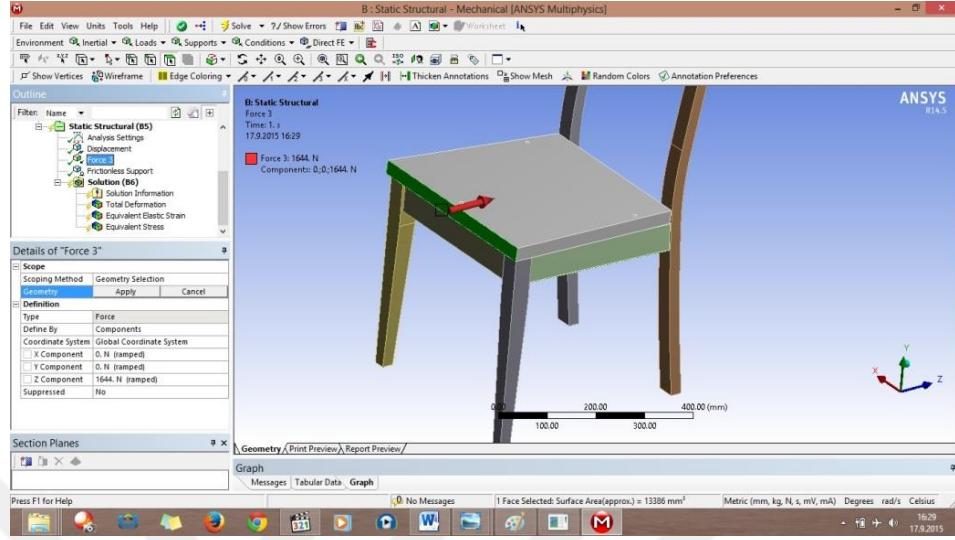 B : Static Structural - Mechanical [ANSYS Multiphysics]
File Edit View Units Tools Help Solve ?/ Show Errors Worksheet
Environment Inertial Loads Supports Conditions Direct FE
Show Vertices Wireframe Edge Coloring Thicken Annotations Show Mesh Random Colors Annotation Preferences
Outline
Filter: Name
Static Structural (B5)
Analysis Settings
Displacement
Force 3
Frictionless Support
Solution (B6)
Solution Information
Total Deformation
Equivalent Elastic Strain
Equivalent Stress
Details of "Force 3"
Scope
Scoping Method Geometry Selection
Geometry Apply Cancel
Definition
Type Force
Define By Components
Coordinate System Global Coordinate System
X Component 0. N (ramped)
Y Component 0. N (ramped)
Z Component 1644. N (ramped)
Suppressed No
Section Planes
B: Static Structural
Force 3
Time: 1. s
17.9.2015 16:29
Force 3: 1644. N
Components: 0.;0.;1644. N
ANSYS
R14.5
Y
X
Z
0.00 200.00 400.00 (mm)
100.00 300.00
Geometry Print Preview Report Preview
Graph
Messages Tabular Data Graph
Press F1 for Help No Messages 1 Face Selected: Surface Area(approx.) = 13386 mm² Metric (mm, kg, N, s, mV, mA) Degrees rad/s Celsius
321
W
M
16:29
17.9.2015